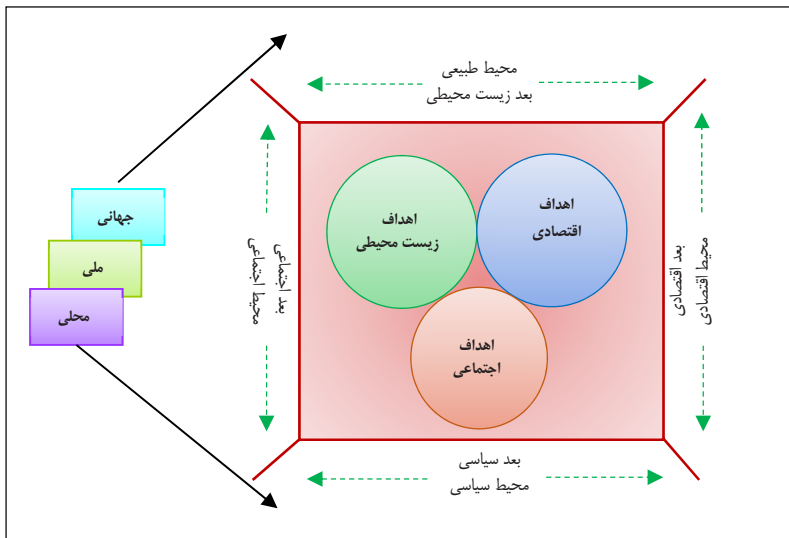 محیط طبیعی
بعد زیست محیطی
اهداف
اقتصادی
اهداف
زیست محیطی
اهداف
اجتماعی
بعد اقتصادی
محیط اقتصادی
بعد اجتماعی
محیط اجتماعی
جهانی
ملی
محلی
بعد سیاسی
محیط سیاسی